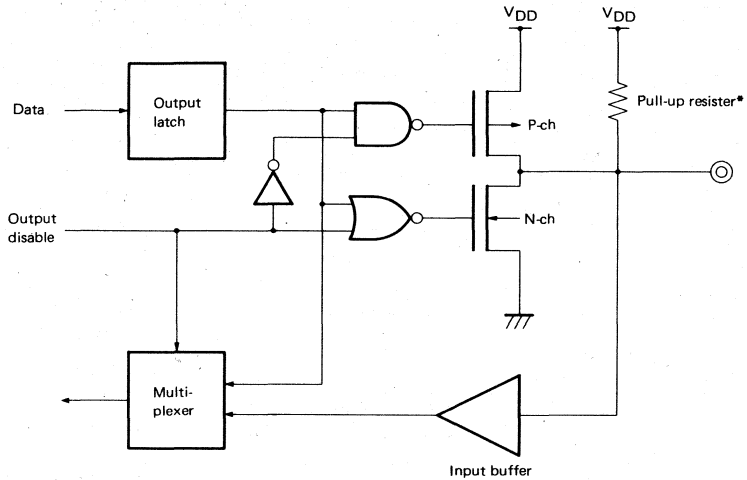 VDD
VDD
Data
Output
latch
Pull-up resister*
P-ch
Output
disable
N-ch
Multi-
plexer
Input buffer